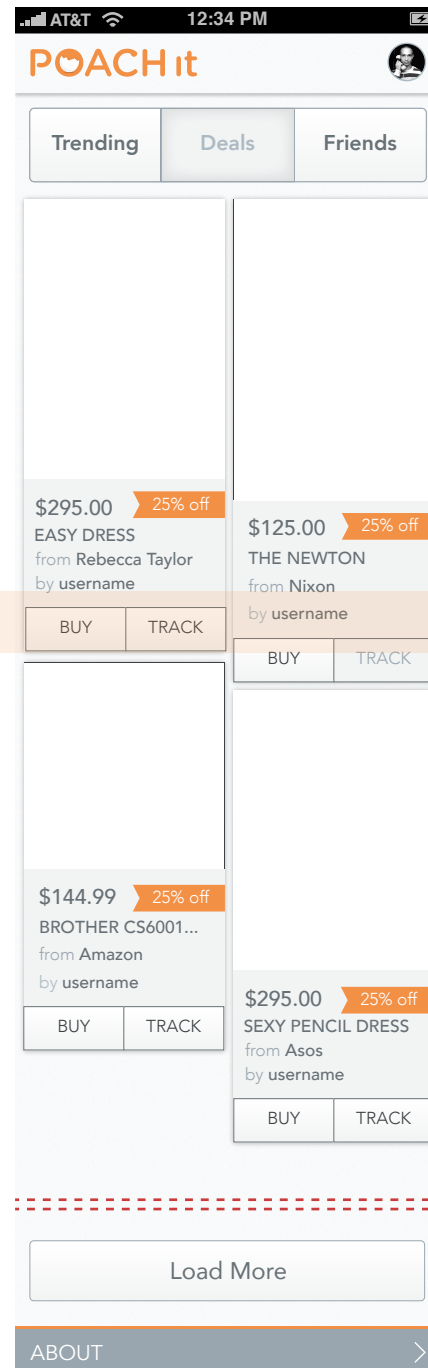 AT&T 12:34 PM
POACH it
Trending Deals Friends
$295.00 25% off
EASY DRESS
from Rebecca Taylor
by username
BUY TRACK
$125.00 25% off
THE NEWTON
from Nixon
by username
BUY TRACK
$144.99 25% off
BROTHER CS6001...
from Amazon
by username
BUY TRACK
$295.00 25% off
SEXY PENCIL DRESS
from Asos
by username
BUY TRACK
Load More
ABOUT